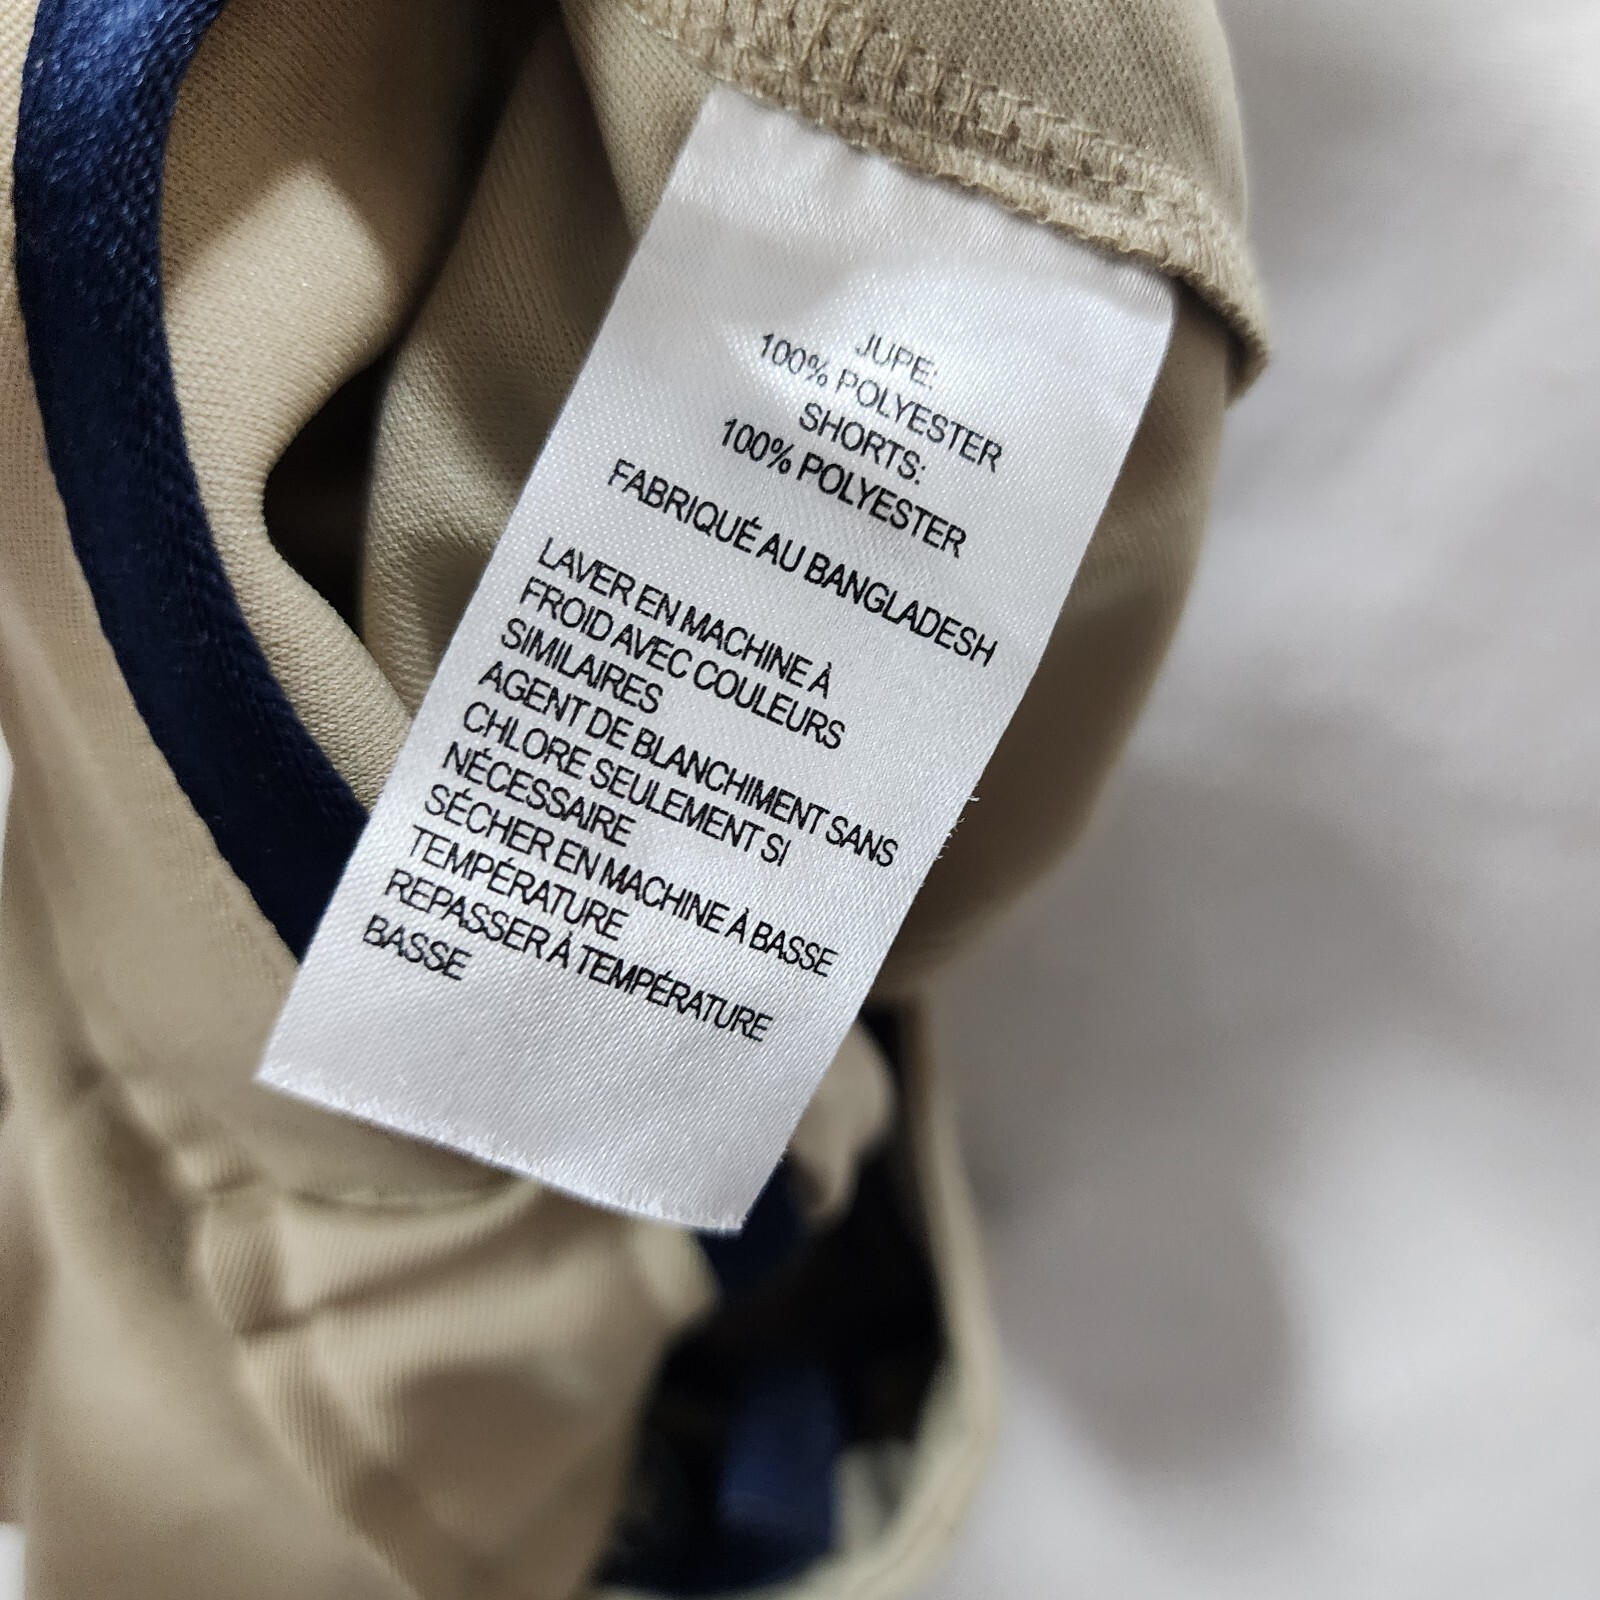 JUPE:
100% POLYESTER
SHORTS:
100% POLYESTER
FABRIQUÉ AU BANGLADESH
LAVER EN MACHINE À
FROID AVEC COULEURS
SIMILAIRES
AGENT DE BLANCHIMENT SANS
CHLORE SEULEMENT SI
NÉCESSAIRE
SÉCHER EN MACHINE À BASSE
TEMPÉRATURE
REPASSER À TEMPÉRATURE
BASSE